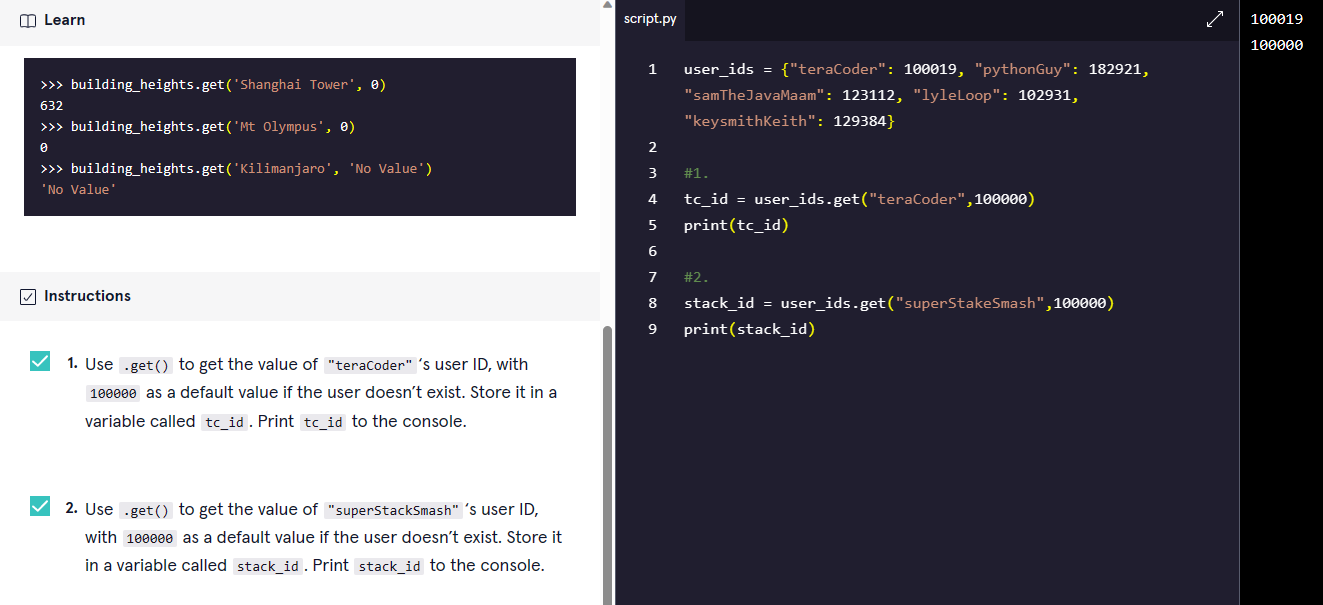 Learn
>>> building_heights.get('Shanghai Tower', 0)
632
>>> building_heights.get('Mt Olympus', 0)
0
>>> building_heights.get('Kilimanjaro', 'No Value')
'No Value'
Instructions
1. Use .get() to get the value of "teraCoder" ‘s user ID, with
100000 as a default value if the user doesn’t exist. Store it in a
variable called tc_id. Print tc_id to the console.
2. Use .get() to get the value of "superStackSmash" ‘s user ID,
with 100000 as a default value if the user doesn’t exist. Store it
in a variable called stack_id. Print stack_id to the console.
script.py
1 user_ids = {"teraCoder": 100019, "pythonGuy": 182921,
"samTheJavaMaam": 123112, "lyleLoop": 102931,
"keysmithKeith": 129384}
2
3 #1.
4 tc_id = user_ids.get("teraCoder",100000)
5 print(tc_id)
6
7 #2.
8 stack_id = user_ids.get("superStakeSmash",100000)
9 print(stack_id)
100019
100000